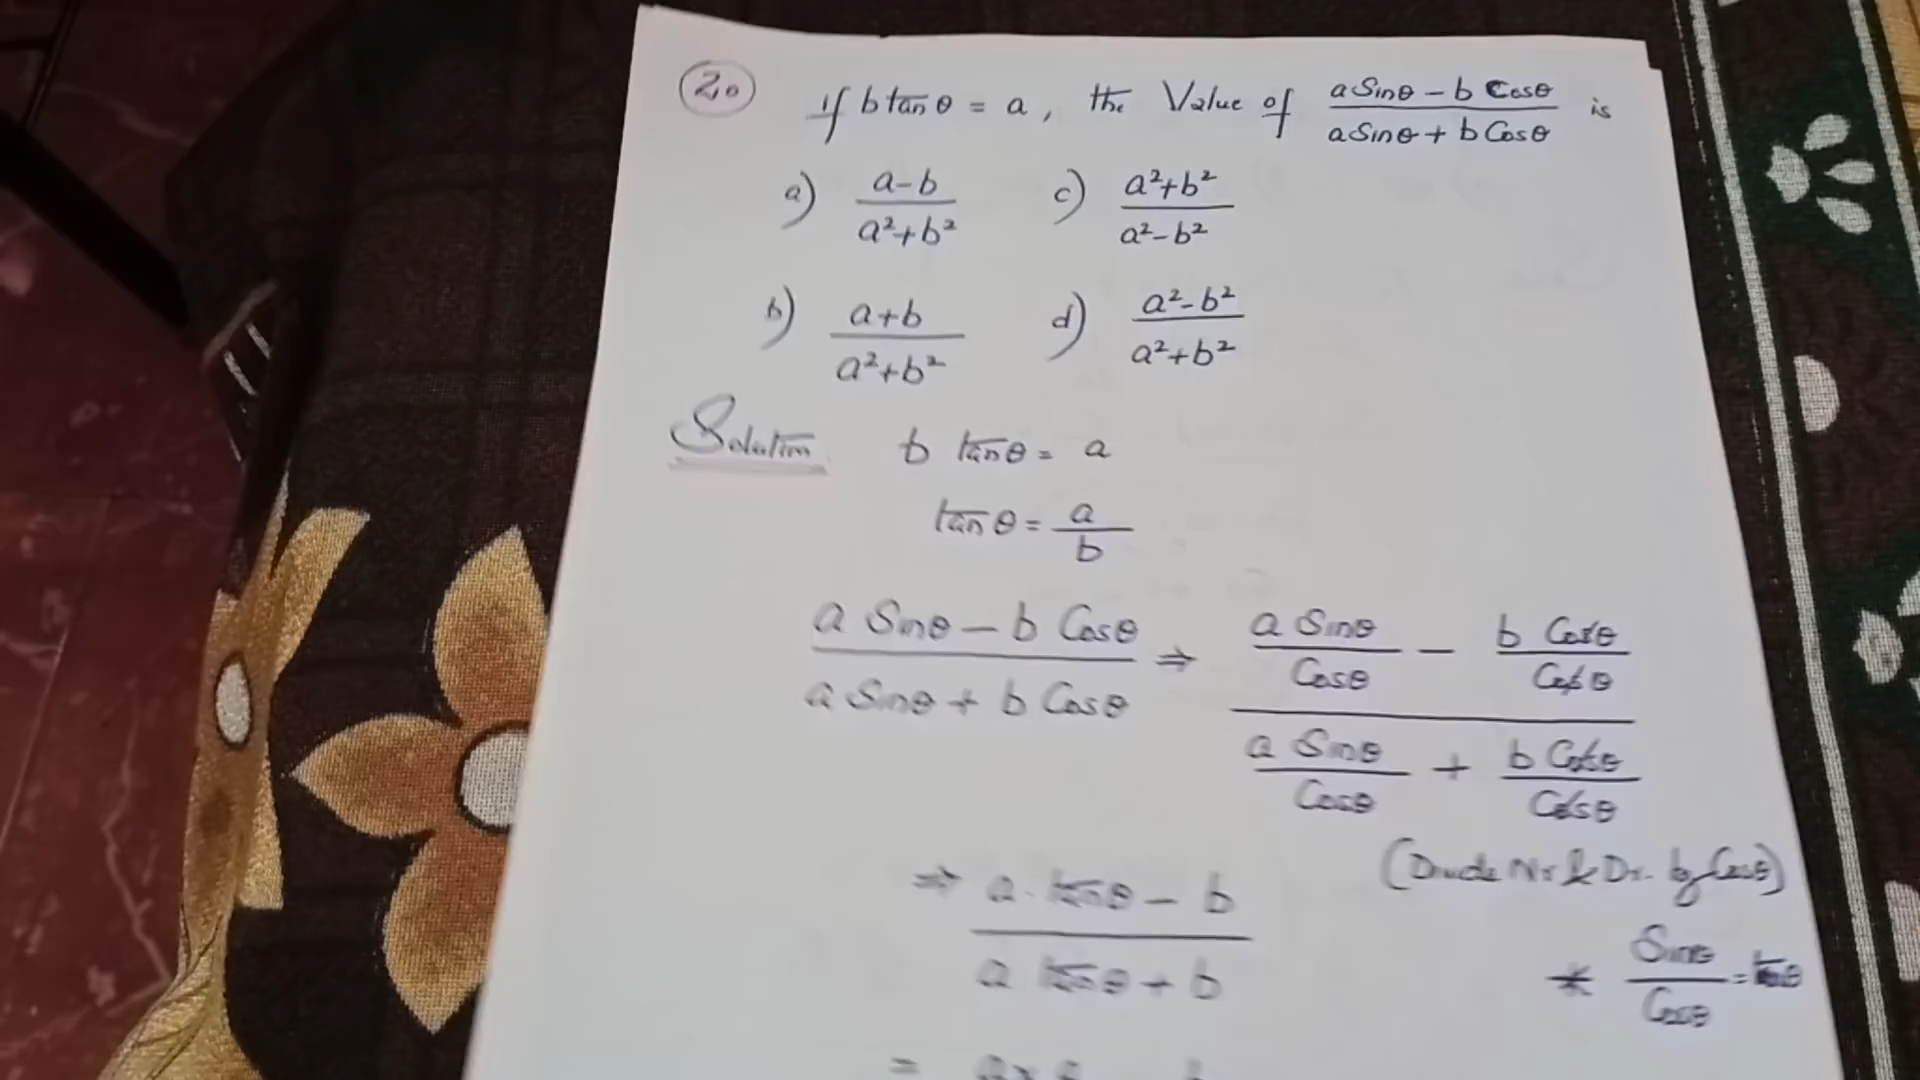 20 If b tan θ = a, the Value of (a Sinθ - b Cosθ)/(a Sinθ + b Cosθ) is
a) (a-b)/(a²+b²) c) (a²+b²)/(a²-b²)
b) (a+b)/(a²+b²) d) (a²-b²)/(a²+b²)
Solution b tanθ = a
tanθ = a/b
(a Sinθ - b Cosθ)/(a Sinθ + b Cosθ) ⇒ (a Sinθ/Cosθ - b Cosθ/Cosθ)/(a Sinθ/Cosθ + b Cosθ/Cosθ)
(Divide Nr & Dr. by Cosθ)
⇒ (a. tanθ - b)/(a tanθ + b)
* Sinθ/Cosθ = tanθ
=